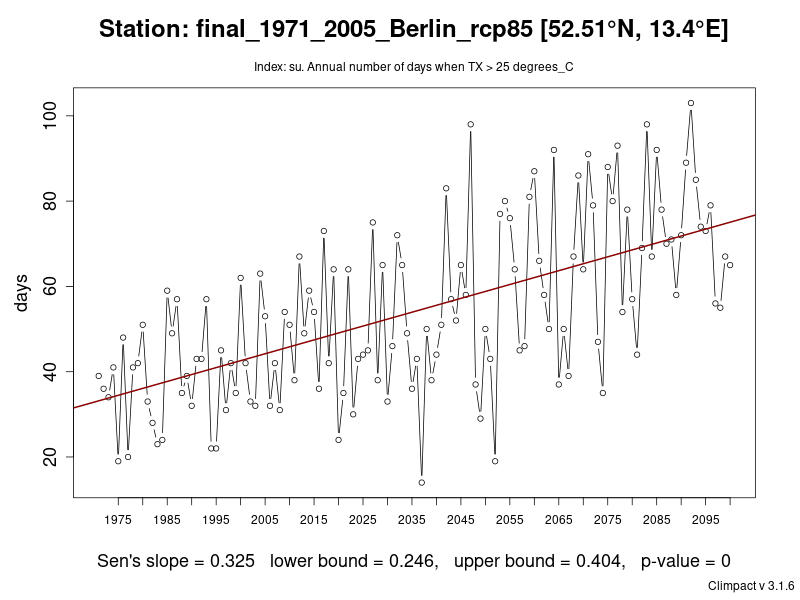 Station: final_1971_2005_Berlin_rcp85 [52.51°N, 13.4°E]
Index: su. Annual number of days when TX > 25 degrees_C
100
80
60
40
20
days
1975 1985 1995 2005 2015 2025 2035 2045 2055 2065 2075 2085 2095
Sen's slope = 0.325 lower bound = 0.246, upper bound = 0.404, p-value = 0
Climpact v 3.1.6